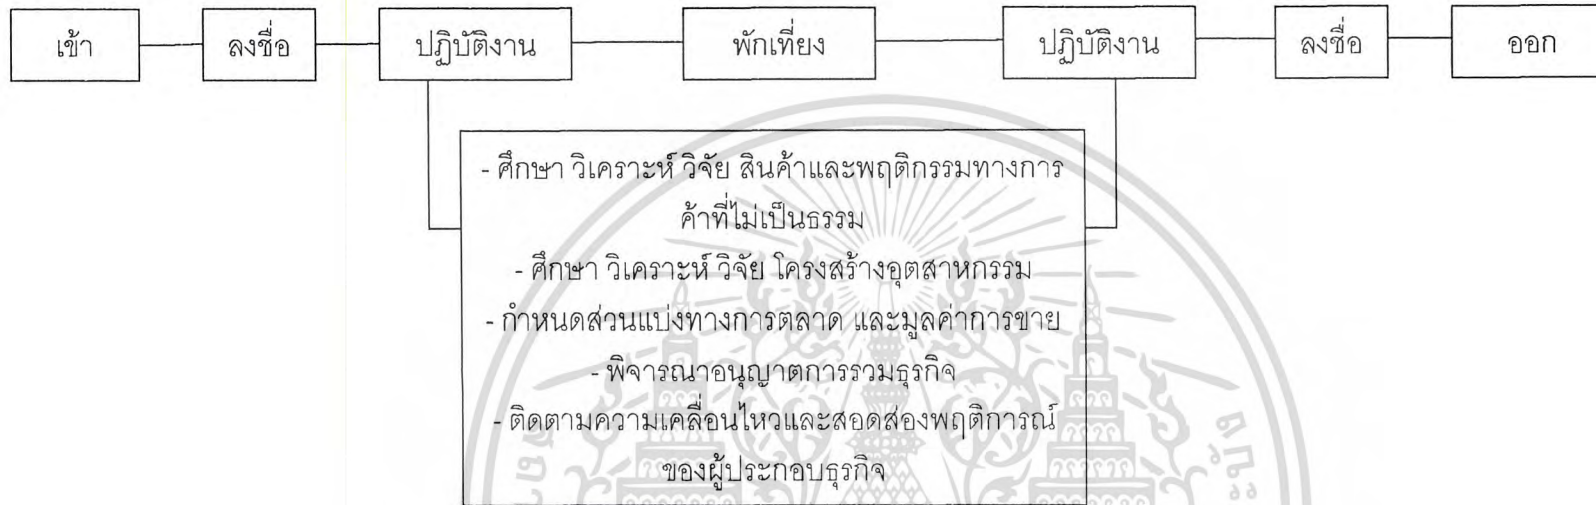 เข้า
ลงชื่อ
ปฏิบัติงาน
พักเที่ยง
ปฏิบัติงาน
ลงชื่อ
ออก
- ศึกษา วิเคราะห์ วิจัย สินค้าและพฤติกรรมทางการ
ค้าที่ไม่เป็นธรรม
- ศึกษา วิเคราะห์ วิจัย โครงสร้างอุตสาหกรรม
- กำหนดส่วนแบ่งทางการตลาด และมูลค่าการขาย
- พิจารณาอนุญาตการรวมธุรกิจ
- ติดตามความเคลื่อนไหวและสอดส่องพฤติการณ์
ของผู้ประกอบธุรกิจ